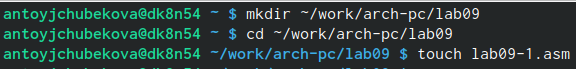 antoyjchubekova@dk8n54 ~ $ mkdir ~/work/arch-pc/lab09
antoyjchubekova@dk8n54 ~ $ cd ~/work/arch-pc/lab09
antoyjchubekova@dk8n54 ~/work/arch-pc/lab09 $ touch lab09-1.asm